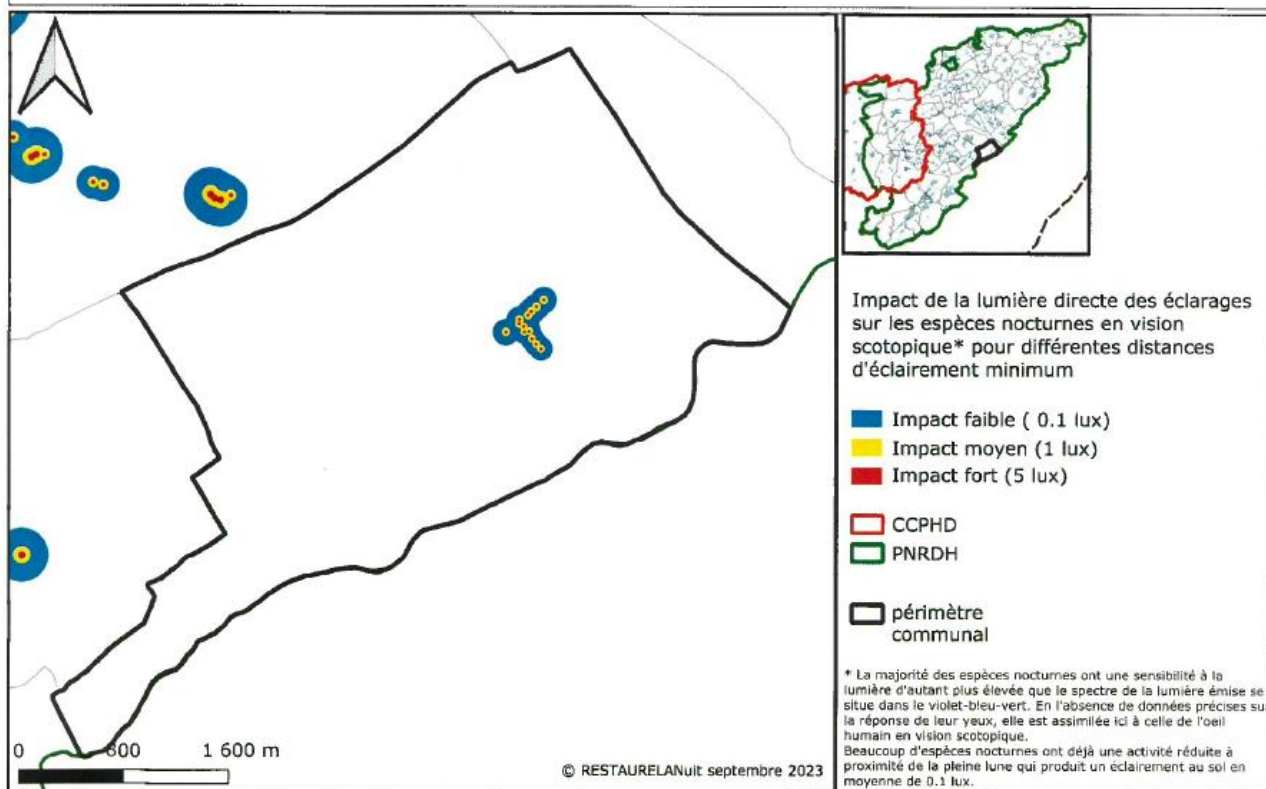 Impact de la lumière directe des éclarages
sur les espèces nocturnes en vision
scotopique* pour différentes distances
d'éclairement minimum
Impact faible ( 0.1 lux)
Impact moyen (1 lux)
Impact fort (5 lux)
CCPHD
PNRDH
périmètre
communal
* La majorité des espèces nocturnes ont une sensibilité à la
lumière d'autant plus élevée que le spectre de la lumière émise se
situe dans le violet-bleu-vert. En l'absence de données précises su
la réponse de leur yeux, elle est assimilée ici à celle de l'oeil
humain en vision scotopique.
Beaucoup d'espèces nocturnes ont déjà une activité réduite à
proximité de la pleine lune qui produit un éclairement au sol en
moyenne de 0.1 lux.
0 800 1 600 m
© RESTAURELANuit septembre 2023